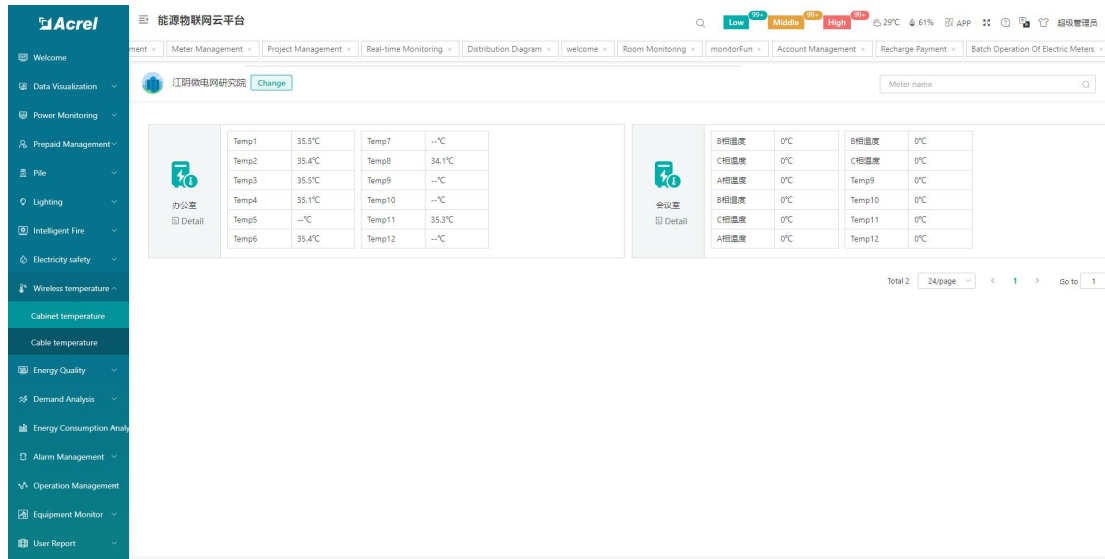 Acrel
能源物联网云平台
Low 99+ Middle 99+ High 99+ 29℃ 61% APP 超级管理员
ment × Meter Management × Project Management × Real-time Monitoring × Distribution Diagram × welcome × Room Monitoring × monitorFun × Account Management × Recharge Payment × Batch Operation Of Electric Meters ×
江阴微电网研究院 Change
Meter name
Welcome
Data Visualization
Power Monitoring
Prepaid Management
Pile
Lighting
Intelligent Fire
Electricity safety
Wireless temperature
Cabinet temperature
Cable temperature
Energy Quality
Demand Analysis
Energy Consumption Analy
Alarm Management
Operation Management
Equipment Monitor
User Report
办公室
Detail
Temp1 35.5℃ Temp7 --℃
Temp2 35.4℃ Temp8 34.1℃
Temp3 35.5℃ Temp9 --℃
Temp4 35.1℃ Temp10 --℃
Temp5 --℃ Temp11 35.3℃
Temp6 35.4℃ Temp12 --℃
会议室
Detail
B相温度 0℃ B相温度 0℃
C相温度 0℃ C相温度 0℃
A相温度 0℃ Temp9 0℃
B相温度 0℃ Temp10 0℃
C相温度 0℃ Temp11 0℃
A相温度 0℃ Temp12 0℃
Total 2 24/page < 1 > Go to 1